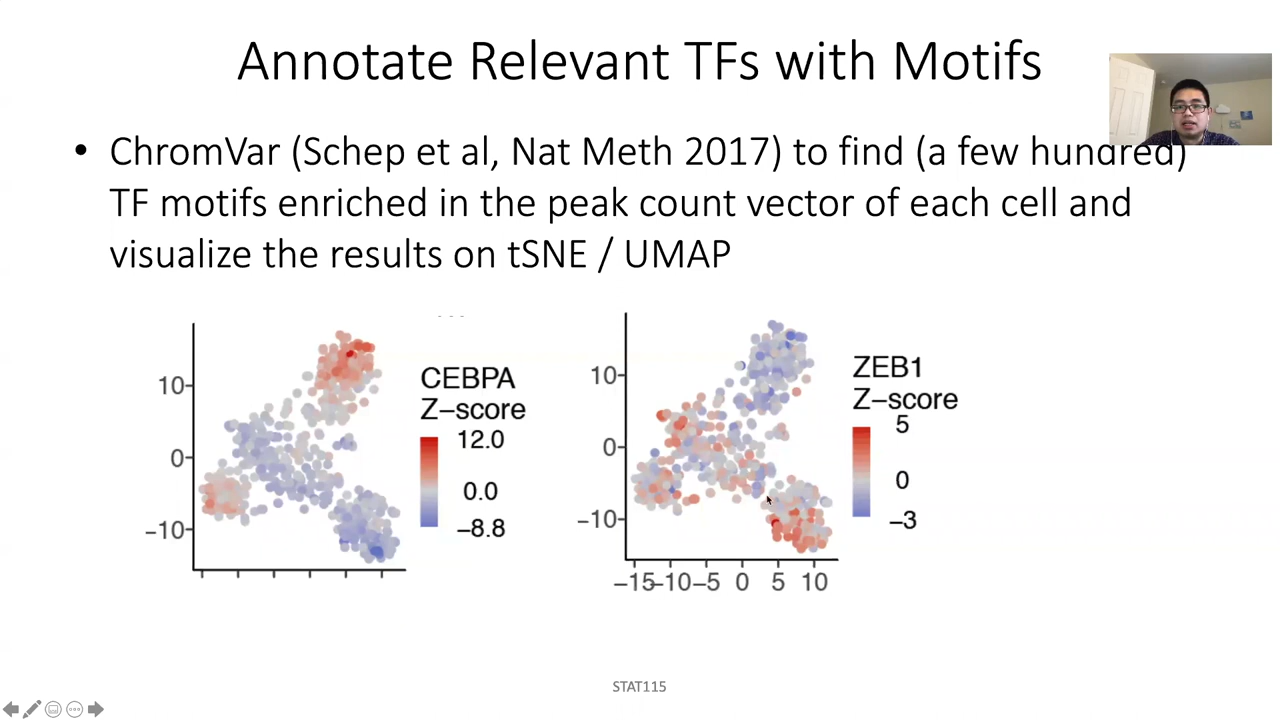 Annotate Relevant TFs with Motifs
• ChromVar (Schep et al, Nat Meth 2017) to find (a few hundred)
TF motifs enriched in the peak count vector of each cell and
visualize the results on tSNE / UMAP
CEBPA
Z−score
12.0
0.0
−8.8
10
0
−10
ZEB1
Z−score
5
0
−3
10
0
−10
−15 −10 −5 0 5 10
STAT115